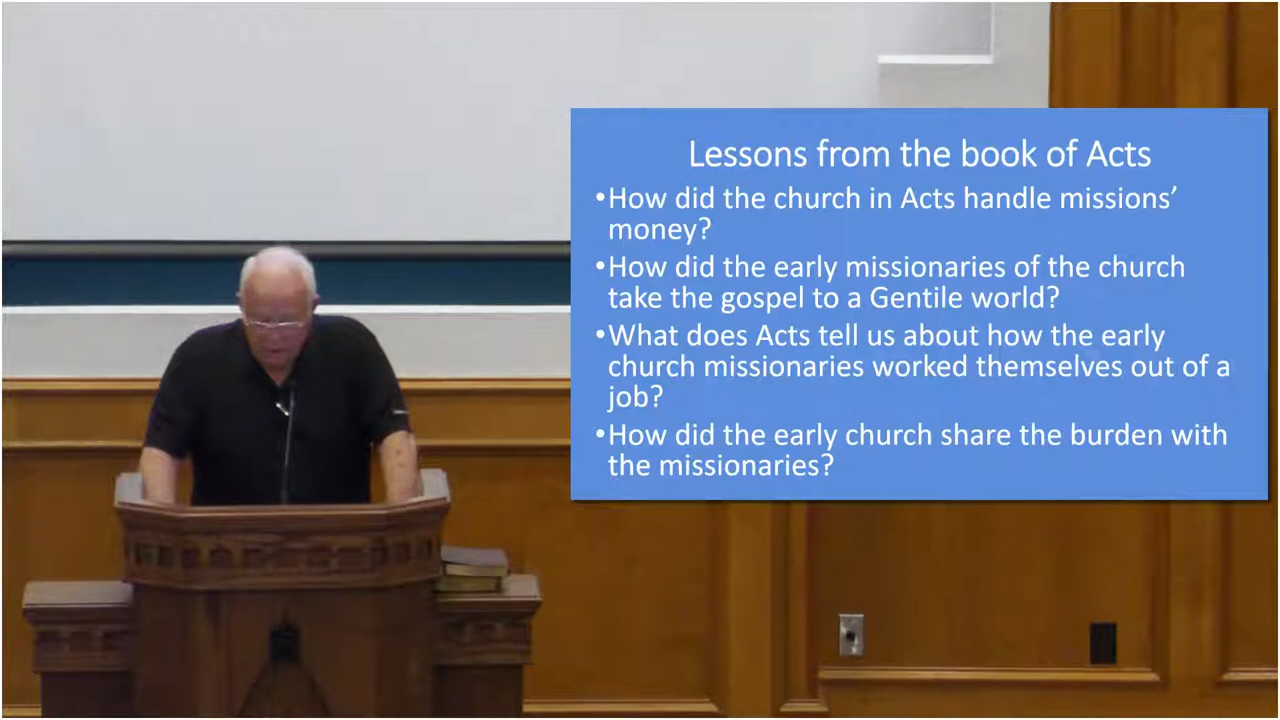 Lessons from the book of Acts
•How did the church in Acts handle missions’
money?
•How did the early missionaries of the church
take the gospel to a Gentile world?
•What does Acts tell us about how the early
church missionaries worked themselves out of a
job?
•How did the early church share the burden with
the missionaries?